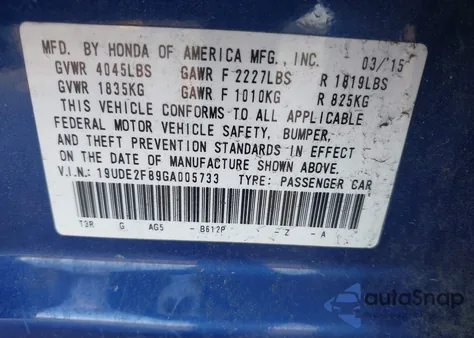 MFD. BY HONDA OF AMERICA MFG., INC. 03/'15
GVWR 4045LBS GAWR F 2227LBS R 1819LBS
GVWR 1835KG GAWR F 1010KG R 825KG
THIS VEHICLE CONFORMS TO ALL APPLICABLE
FEDERAL MOTOR VEHICLE SAFETY, BUMPER,
AND THEFT PREVENTION STANDARDS IN EFFECT
ON THE DATE OF MANUFACTURE SHOWN ABOVE.
V.I.N.: 19UDE2F89GA005733 TYPE: PASSENGER CAR
T3R G AG5 - B612P - Z - A
autoSnap